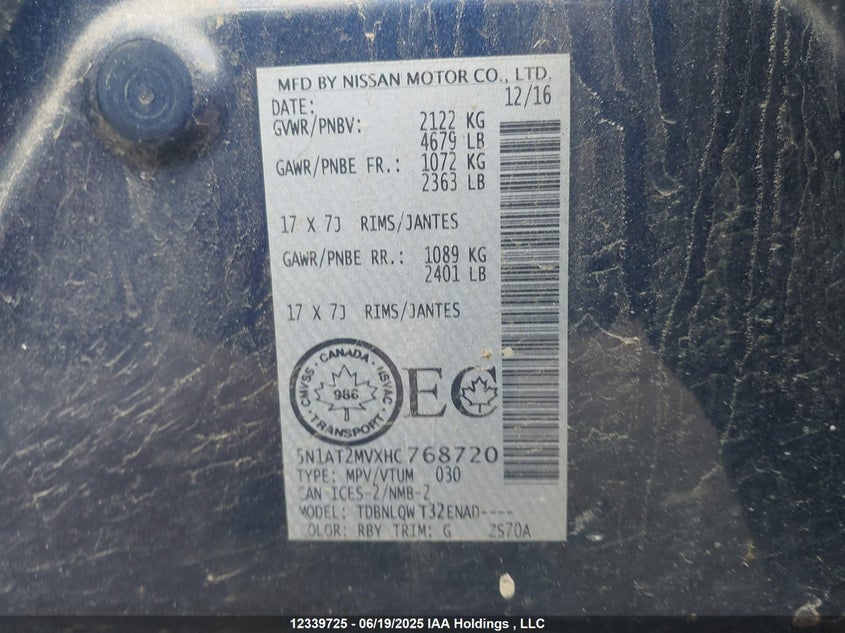 MFD BY NISSAN MOTOR CO., LTD.
DATE: 12/16
GVWR/PNBV: 2122 KG
4679 LB
GAWR/PNBE FR.: 1072 KG
2363 LB
17 X 7J RIMS/JANTES
GAWR/PNBE RR.: 1089 KG
2401 LB
17 X 7J RIMS/JANTES
CMVSS - CANADA - NSVAC
986
- TRANSPORT -
EC
5N1AT2MVXHC 768720
TYPE: MPV/VTUM 030
CAN ICES-2/NMB-2
MODEL: TDBNLQW T32ENAD----
COLOR: RBY TRIM: G 2S70A
12339725 - 06/19/2025 IAA Holdings , LLC